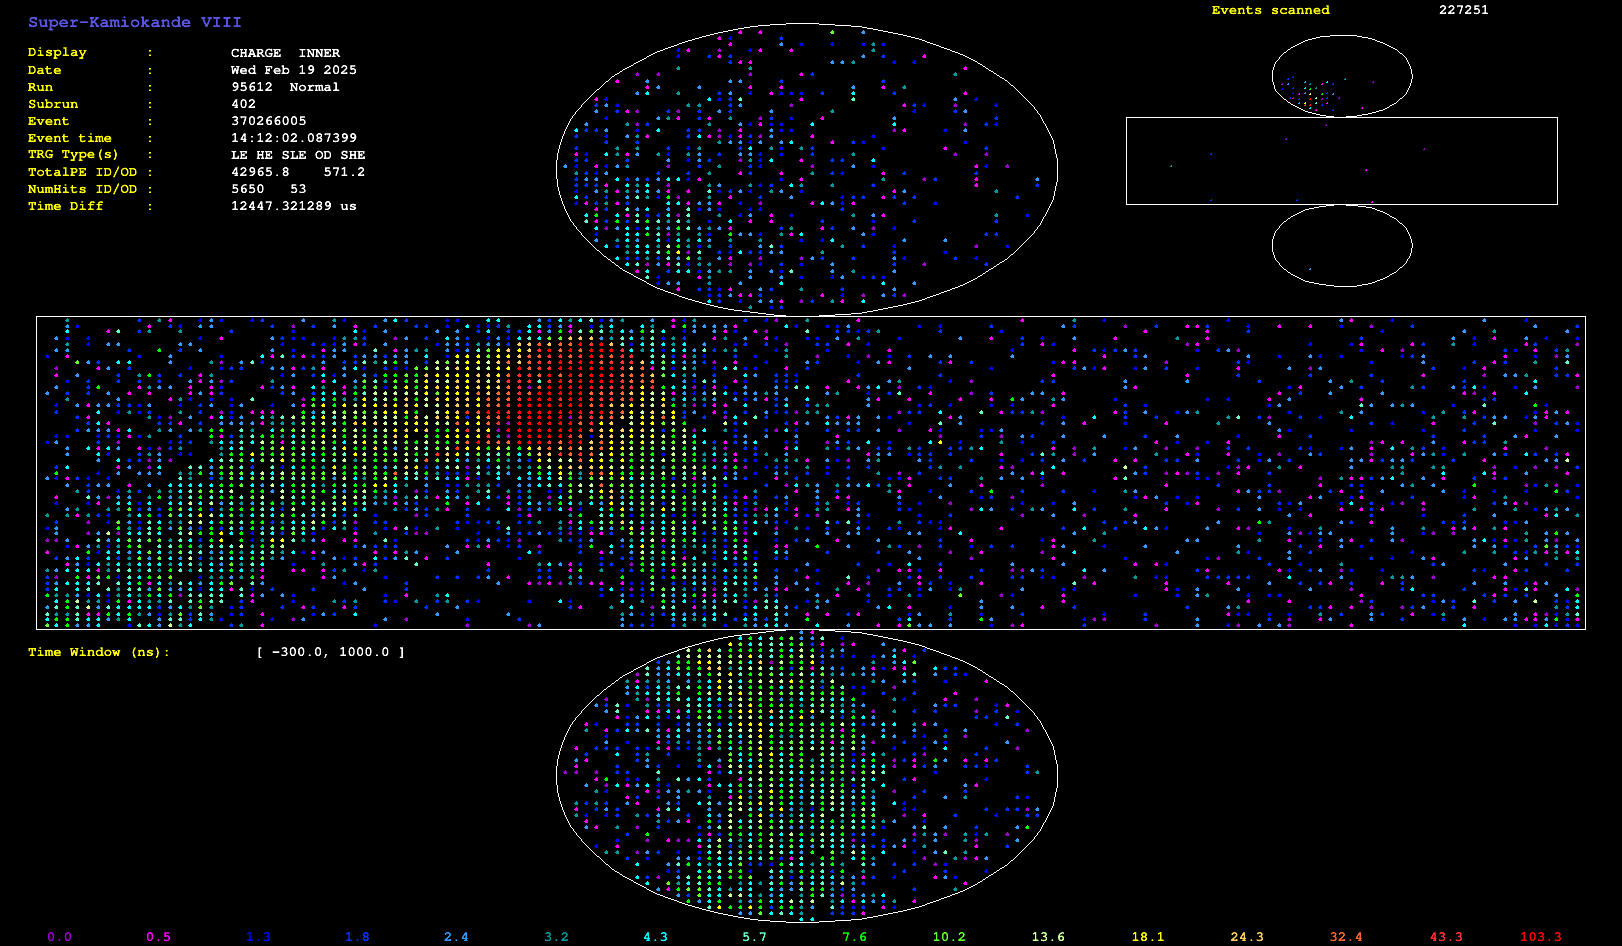 Super-Kamiokande VIII
Events scanned 227251
Display : CHARGE INNER
Date : Wed Feb 19 2025
Run : 95612 Normal
Subrun : 402
Event : 370266005
Event time : 14:12:02.087399
TRG Type(s) : LE HE SLE OD SHE
TotalPE ID/OD : 42965.8 571.2
NumHits ID/OD : 5650 53
Time Diff : 12447.321289 us
Time Window (ns): [ -300.0, 1000.0 ]
0.0 0.5 1.3 1.8 2.4 3.2 4.3 5.7 7.6 10.2 13.6 18.1 24.3 32.4 43.3 103.3